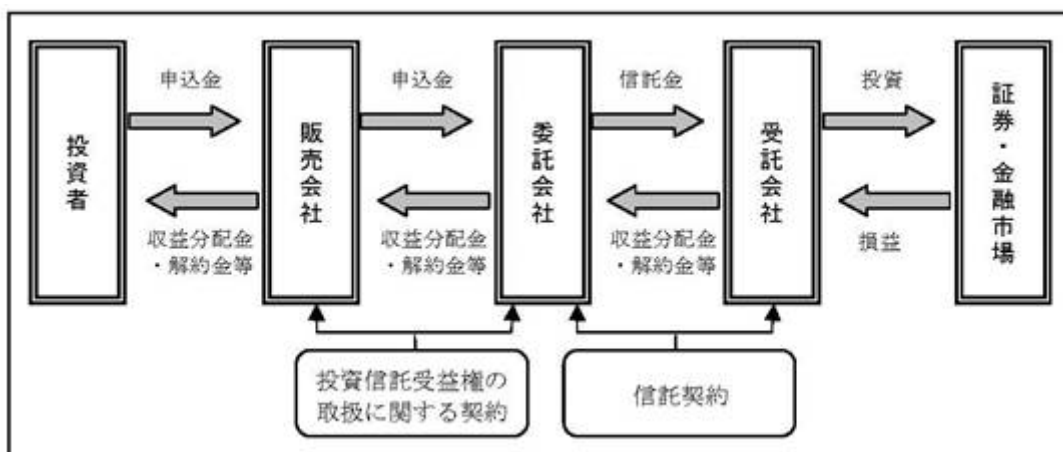 申込金
申込金
信託金
投資
投資者
販売会社
委託会社
受託会社
証券・金融市場
収益分配金
・解約金等
収益分配金
・解約金等
収益分配金
・解約金等
損益
投資信託受益権の
取扱に関する契約
信託契約